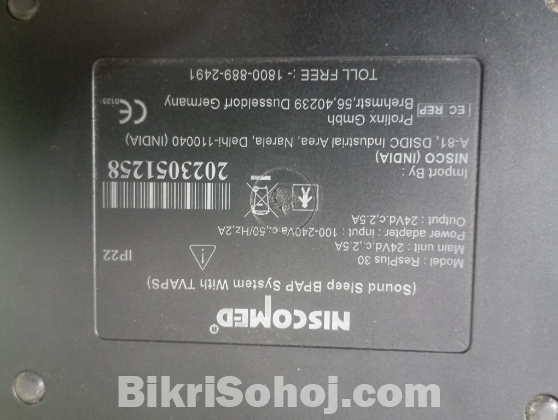 NISCOMED
(Sound Sleep BPAP System With TVAPS)
Model : ResPlus 30
Main unit : 24Vd.c,2.5A
Power adapter : input : 100-240Va.c,50/Hz,2A
Output : 24Vd.c,2.5A
IP22
2023051258
Import By :
NISCO (INDIA)
A-81, DSIDC Industrial Area, Narela, Delhi-110040 (INDIA)
EC REP
Prolinx Gmbh
Brehmstr,56,40239 Dusseldorf Germany
CE 0123
TOLL FREE :- 1800-889-2491
BikriSohoj.com